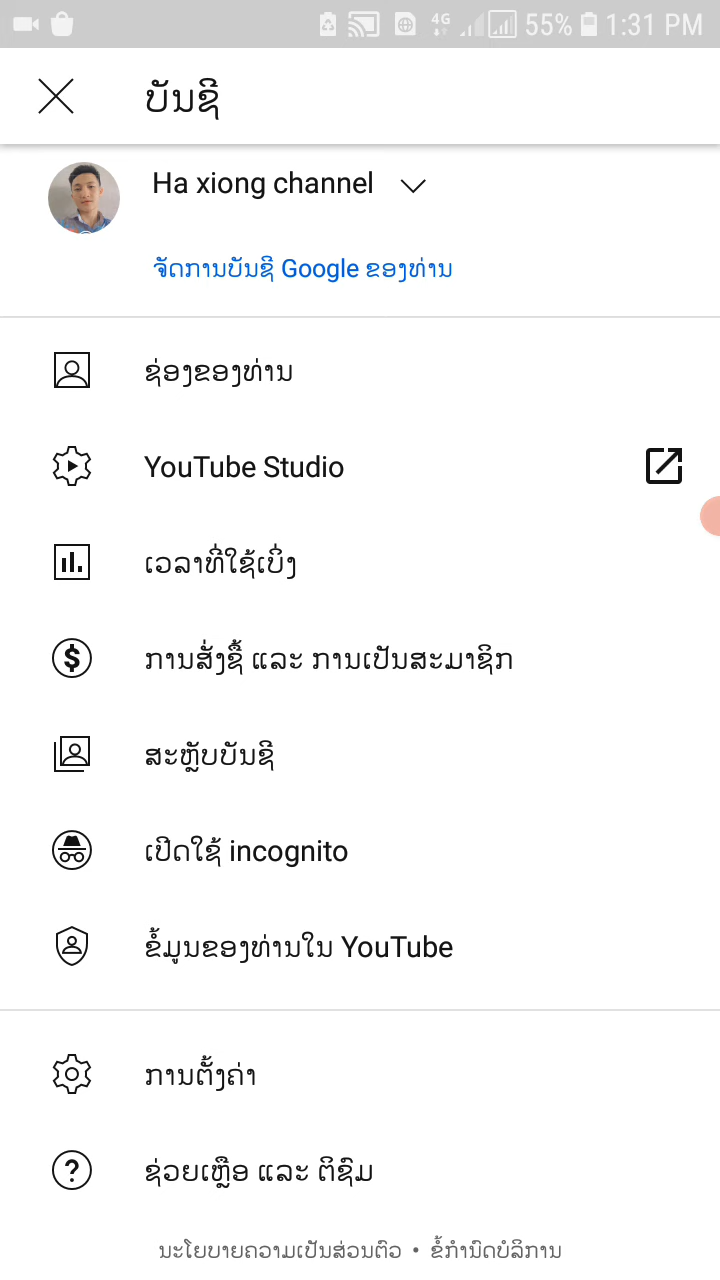 4G 55% 1:31 PM
ບັນຊີ
Ha xiong channel
ຈັດການບັນຊີ Google ຂອງທ່ານ
ຊ່ອງຂອງທ່ານ
YouTube Studio
ເວລາທີ່ໃຊ້ເບິ່ງ
ການສັ່ງຊື້ ແລະ ການເປັນສະມາຊິກ
ສະຫຼັບບັນຊີ
ເປີດໃຊ້ incognito
ຂໍ້ມູນຂອງທ່ານໃນ YouTube
ການຕັ້ງຄ່າ
ຊ່ວຍເຫຼືອ ແລະ ຕິຊົມ
ນະໂຍບາຍຄວາມເປັນສ່ວນຕົວ • ຂໍ້ກຳນົດບໍລິການ